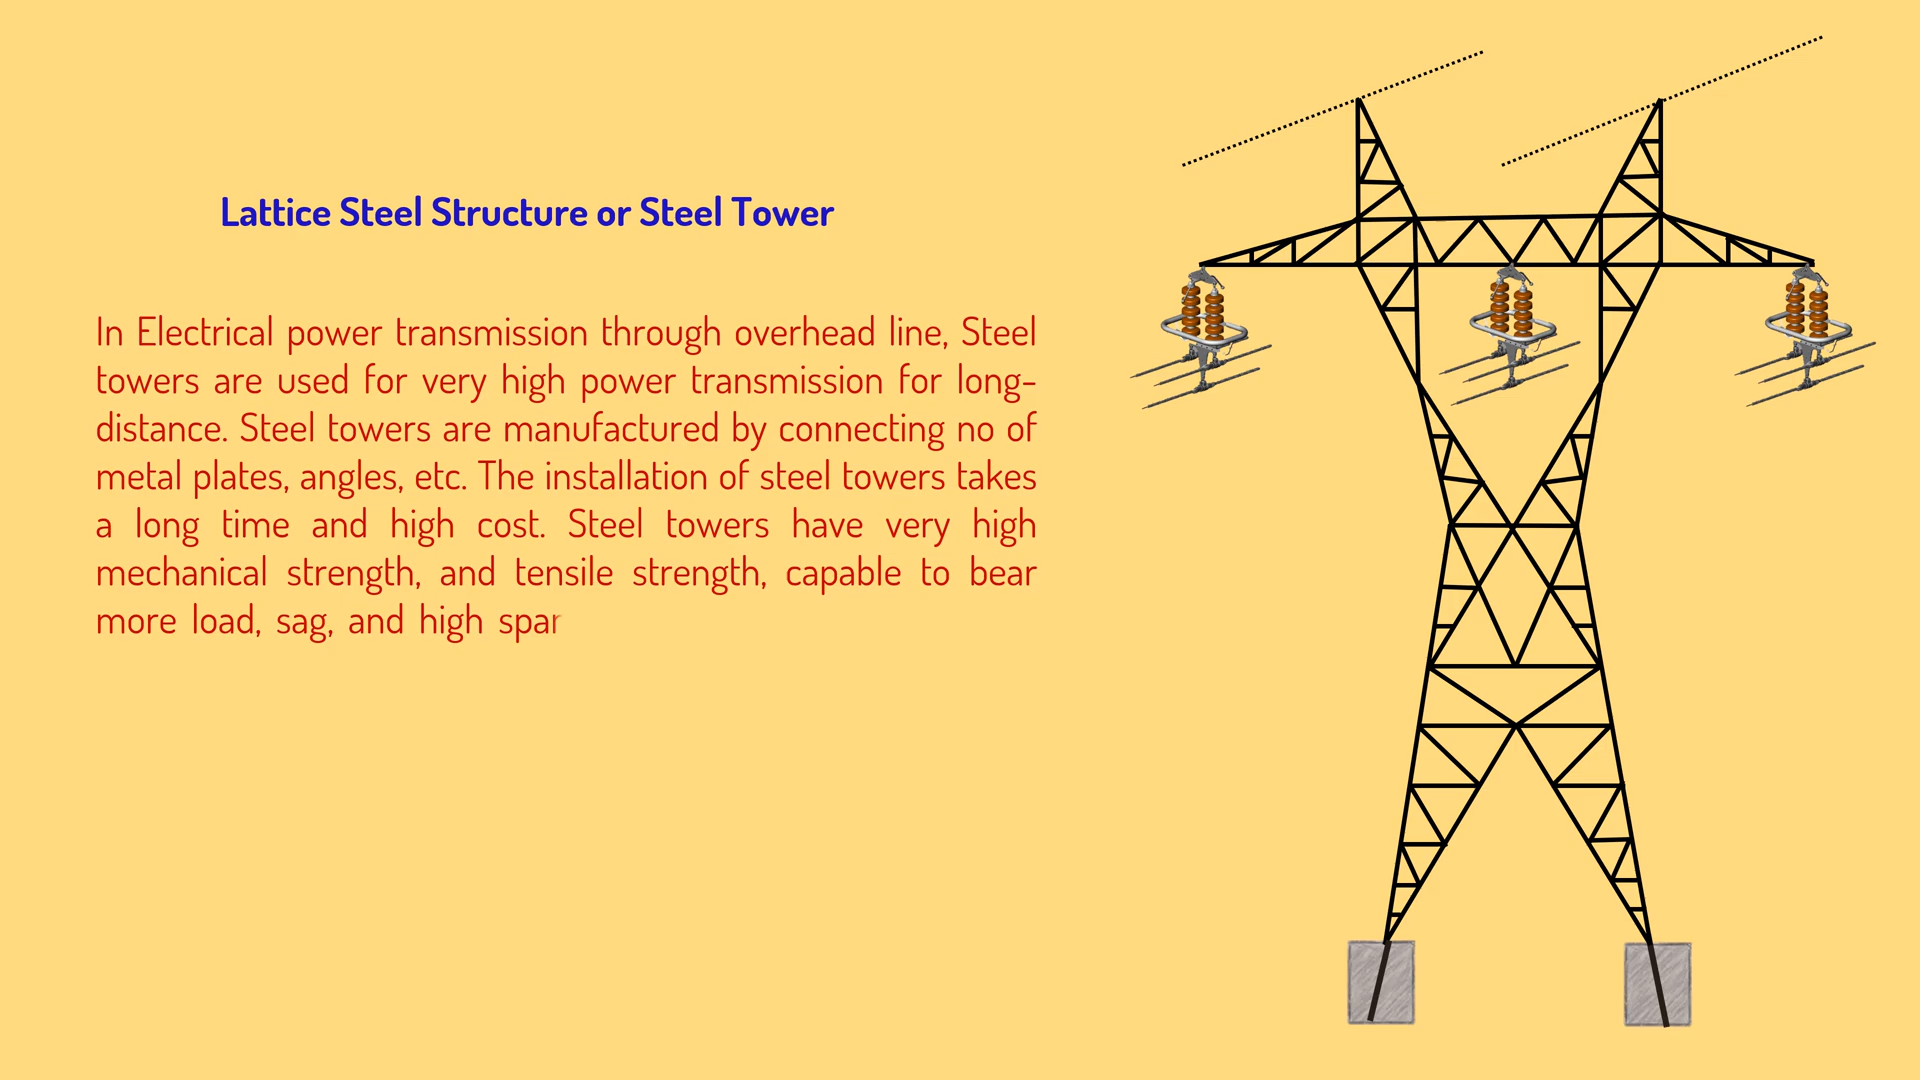 Lattice Steel Structure or Steel Tower
In Electrical power transmission through overhead line, Steel
towers are used for very high power transmission for long-
distance. Steel towers are manufactured by connecting no of
metal plates, angles, etc. The installation of steel towers takes
a long time and high cost. Steel towers have very high
mechanical strength, and tensile strength, capable to bear
more load, sag, and high